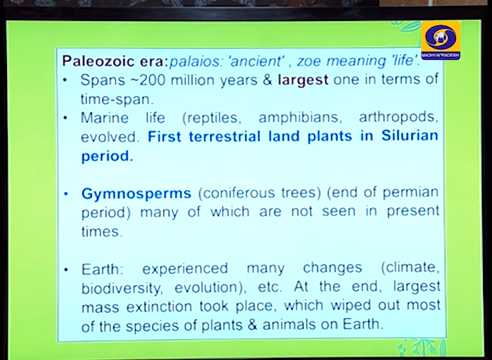 MADHYAPRADESH
Paleozoic era:palaios: 'ancient', zoe meaning 'life'.
• Spans ~200 million years & largest one in terms of
time-span.
• Marine life (reptiles, amphibians, arthropods,
evolved. First terrestrial land plants in Silurian
period.
• Gymnosperms (coniferous trees) (end of permian
period) many of which are not seen in present
times.
• Earth: experienced many changes (climate,
biodiversity, evolution), etc. At the end, largest
mass extinction took place, which wiped out most
of the species of plants & animals on Earth.